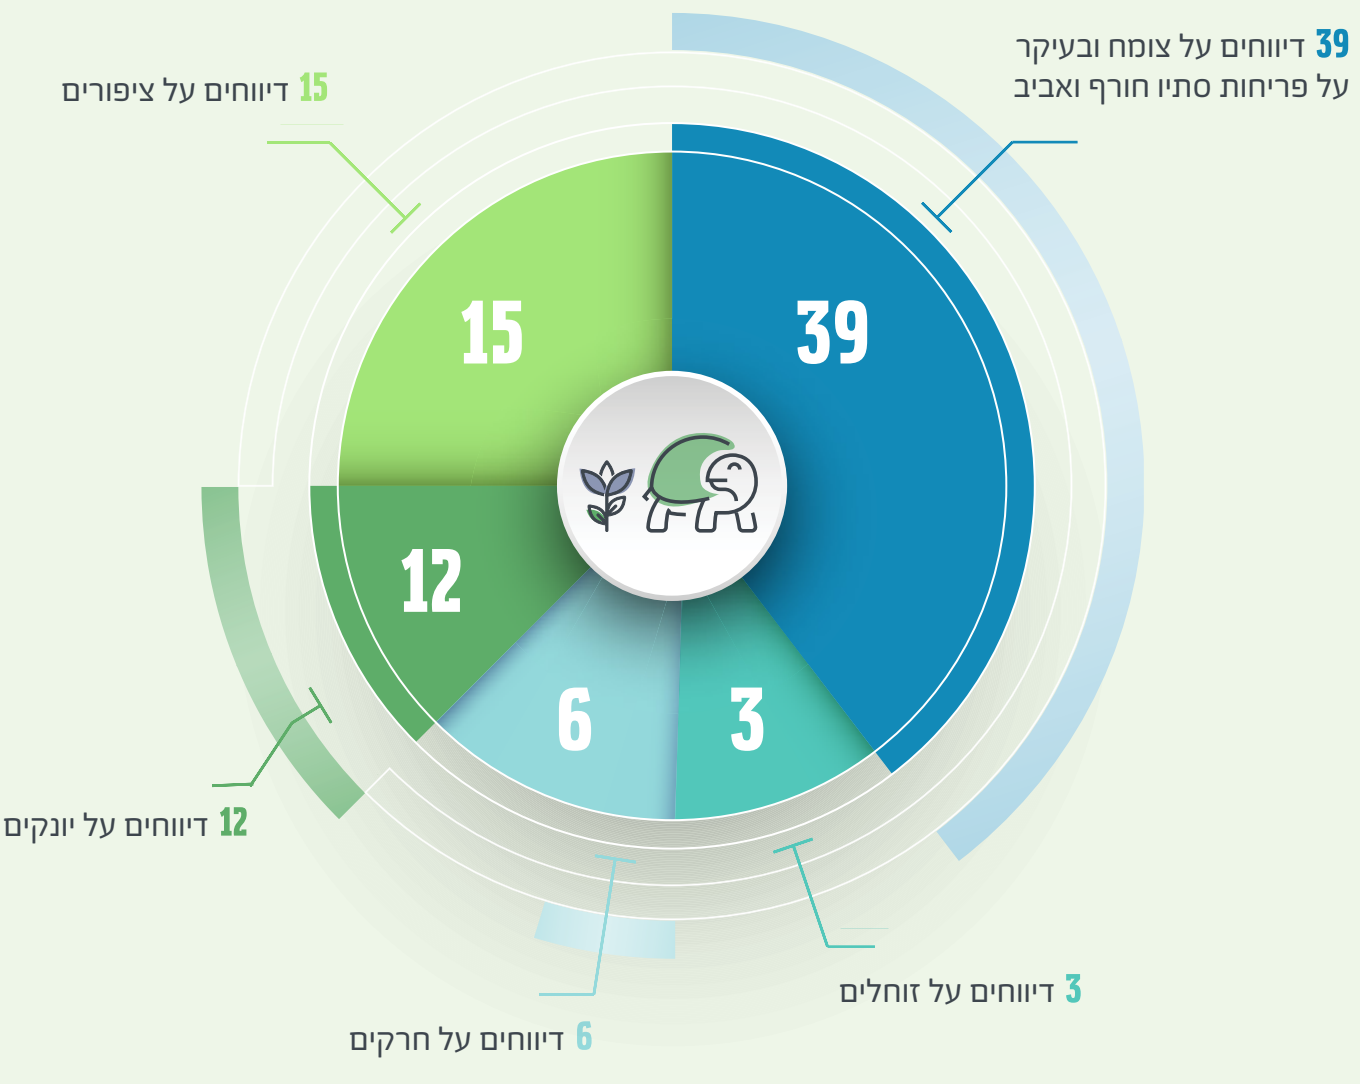 39 דיווחים על צומח ובעיקר
על פריחות סתיו חורף ואביב
15 דיווחים על ציפורים
15
39
12
6
3
12 דיווחים על יונקים
3 דיווחים על זוחלים
6 דיווחים על חרקים